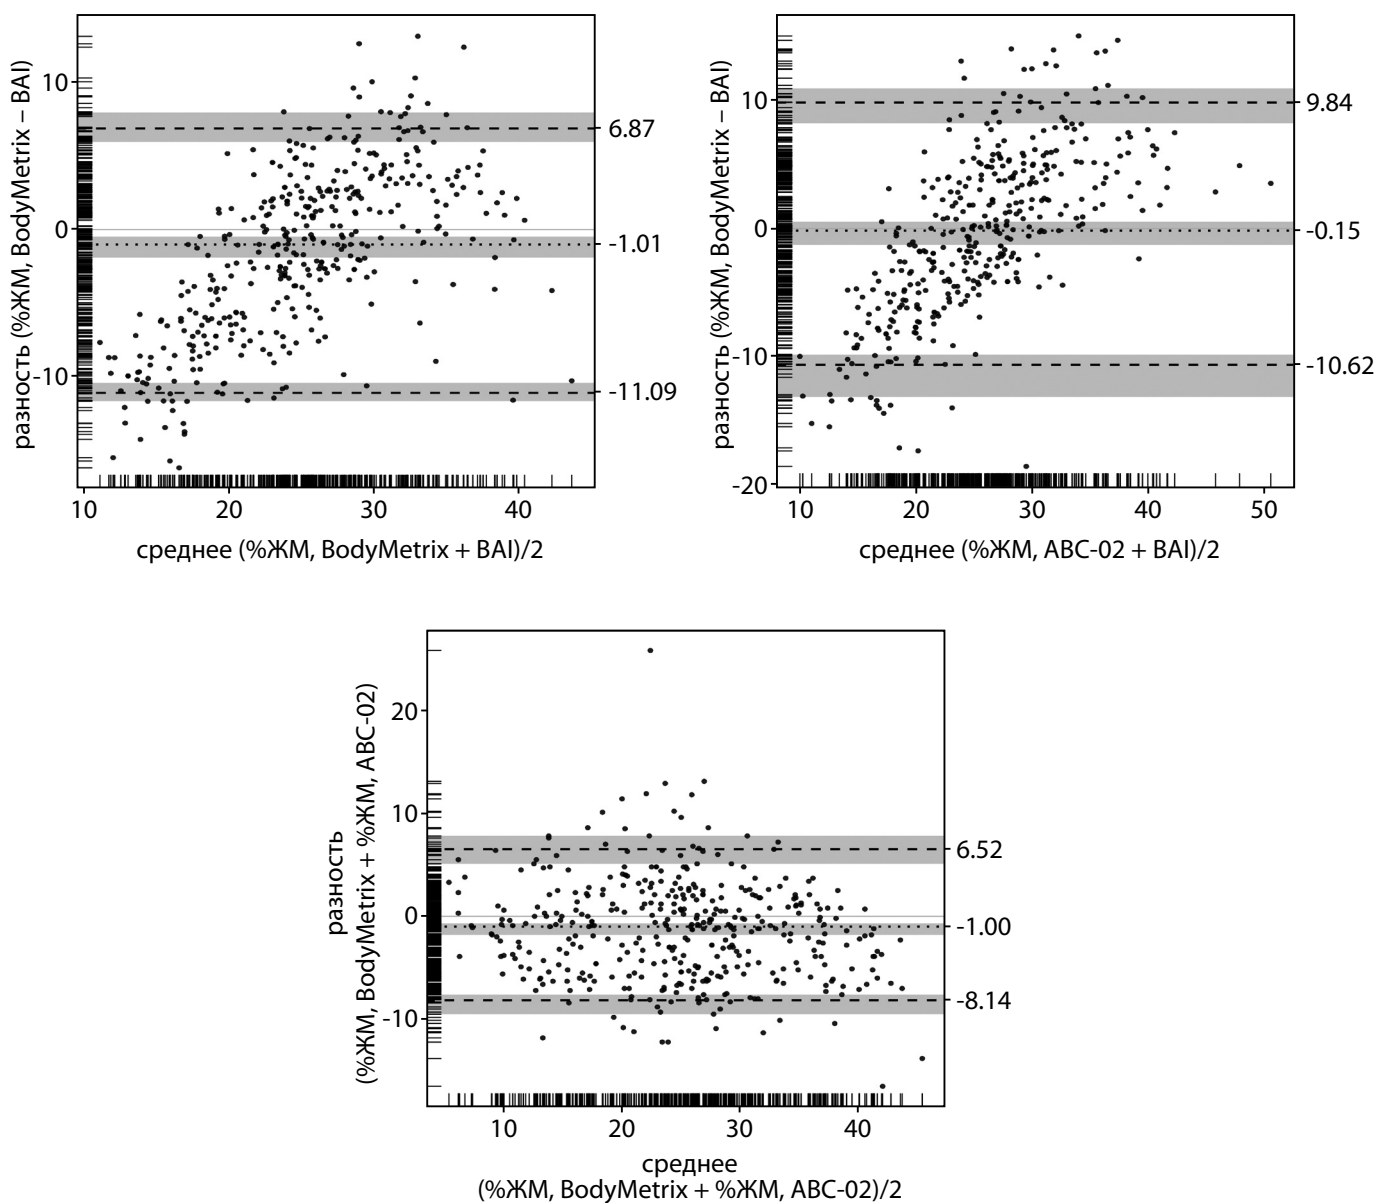 разность (%ЖМ, BodyMetrix – BAI)
10
0
-10
6.87
-1.01
-11.09
10 20 30 40
среднее (%ЖМ, BodyMetrix + BAI)/2
разность (%ЖМ, BodyMetrix – BAI)
10
0
-10
-20
9.84
-0.15
-10.62
10 20 30 40 50
среднее (%ЖМ, ABC-02 + BAI)/2
разность
(%ЖМ, BodyMetrix + %ЖМ, ABC-02)
20
10
0
-10
6.52
-1.00
-8.14
10 20 30 40
среднее
(%ЖМ, BodyMetrix + %ЖМ, ABC-02)/2